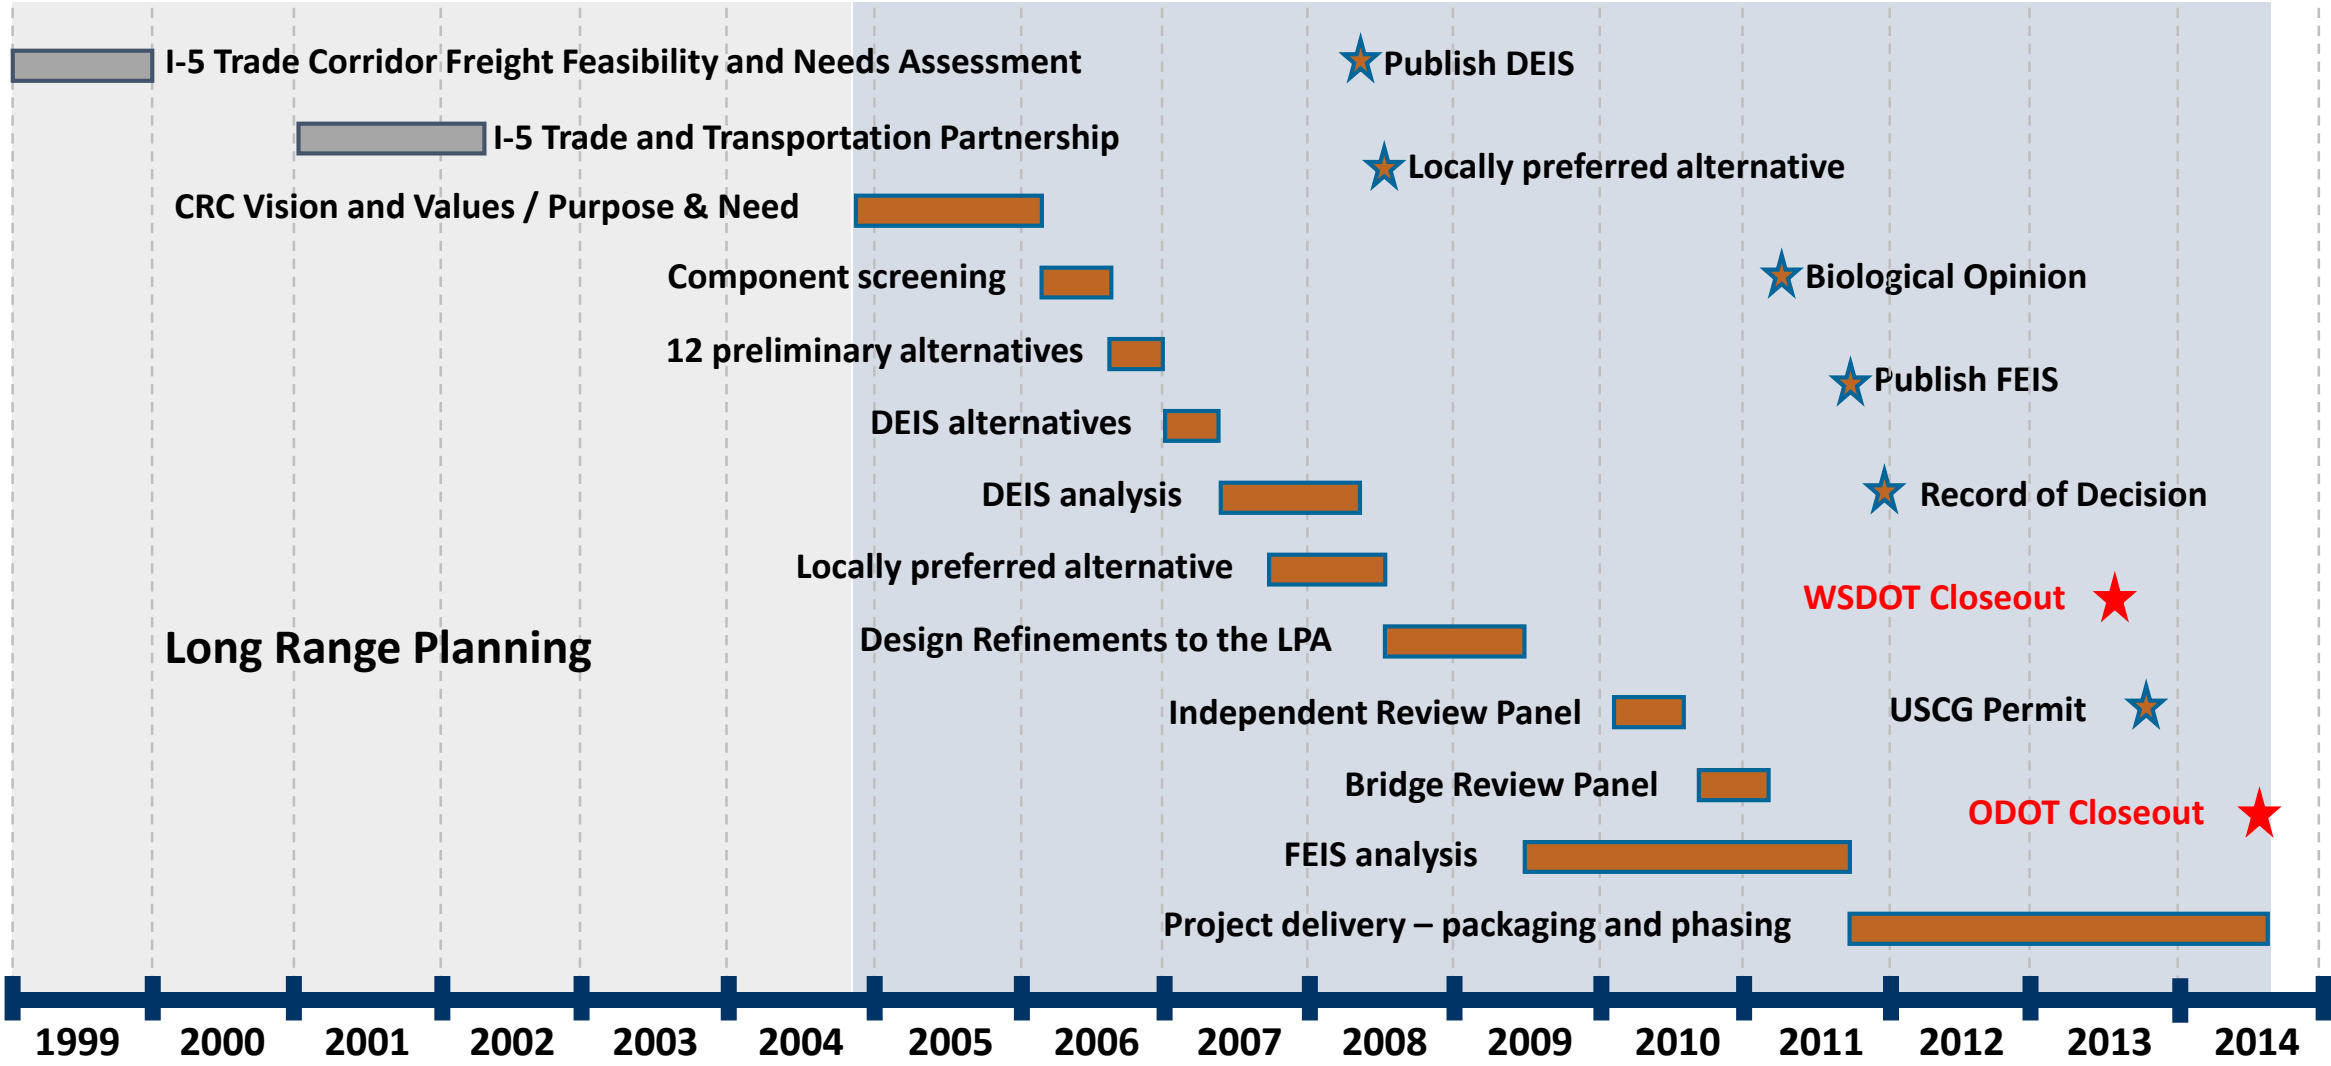 I-5 Trade Corridor Freight Feasibility and Needs Assessment
Publish DEIS
I-5 Trade and Transportation Partnership
Locally preferred alternative
CRC Vision and Values / Purpose & Need
Component screening
Biological Opinion
12 preliminary alternatives
Publish FEIS
DEIS alternatives
DEIS analysis
Record of Decision
Locally preferred alternative
WSDOT Closeout
Design Refinements to the LPA
Long Range Planning
Independent Review Panel
USCG Permit
Bridge Review Panel
ODOT Closeout
FEIS analysis
Project delivery – packaging and phasing
1999 2000 2001 2002 2003 2004 2005 2006 2007 2008 2009 2010 2011 2012 2013 2014